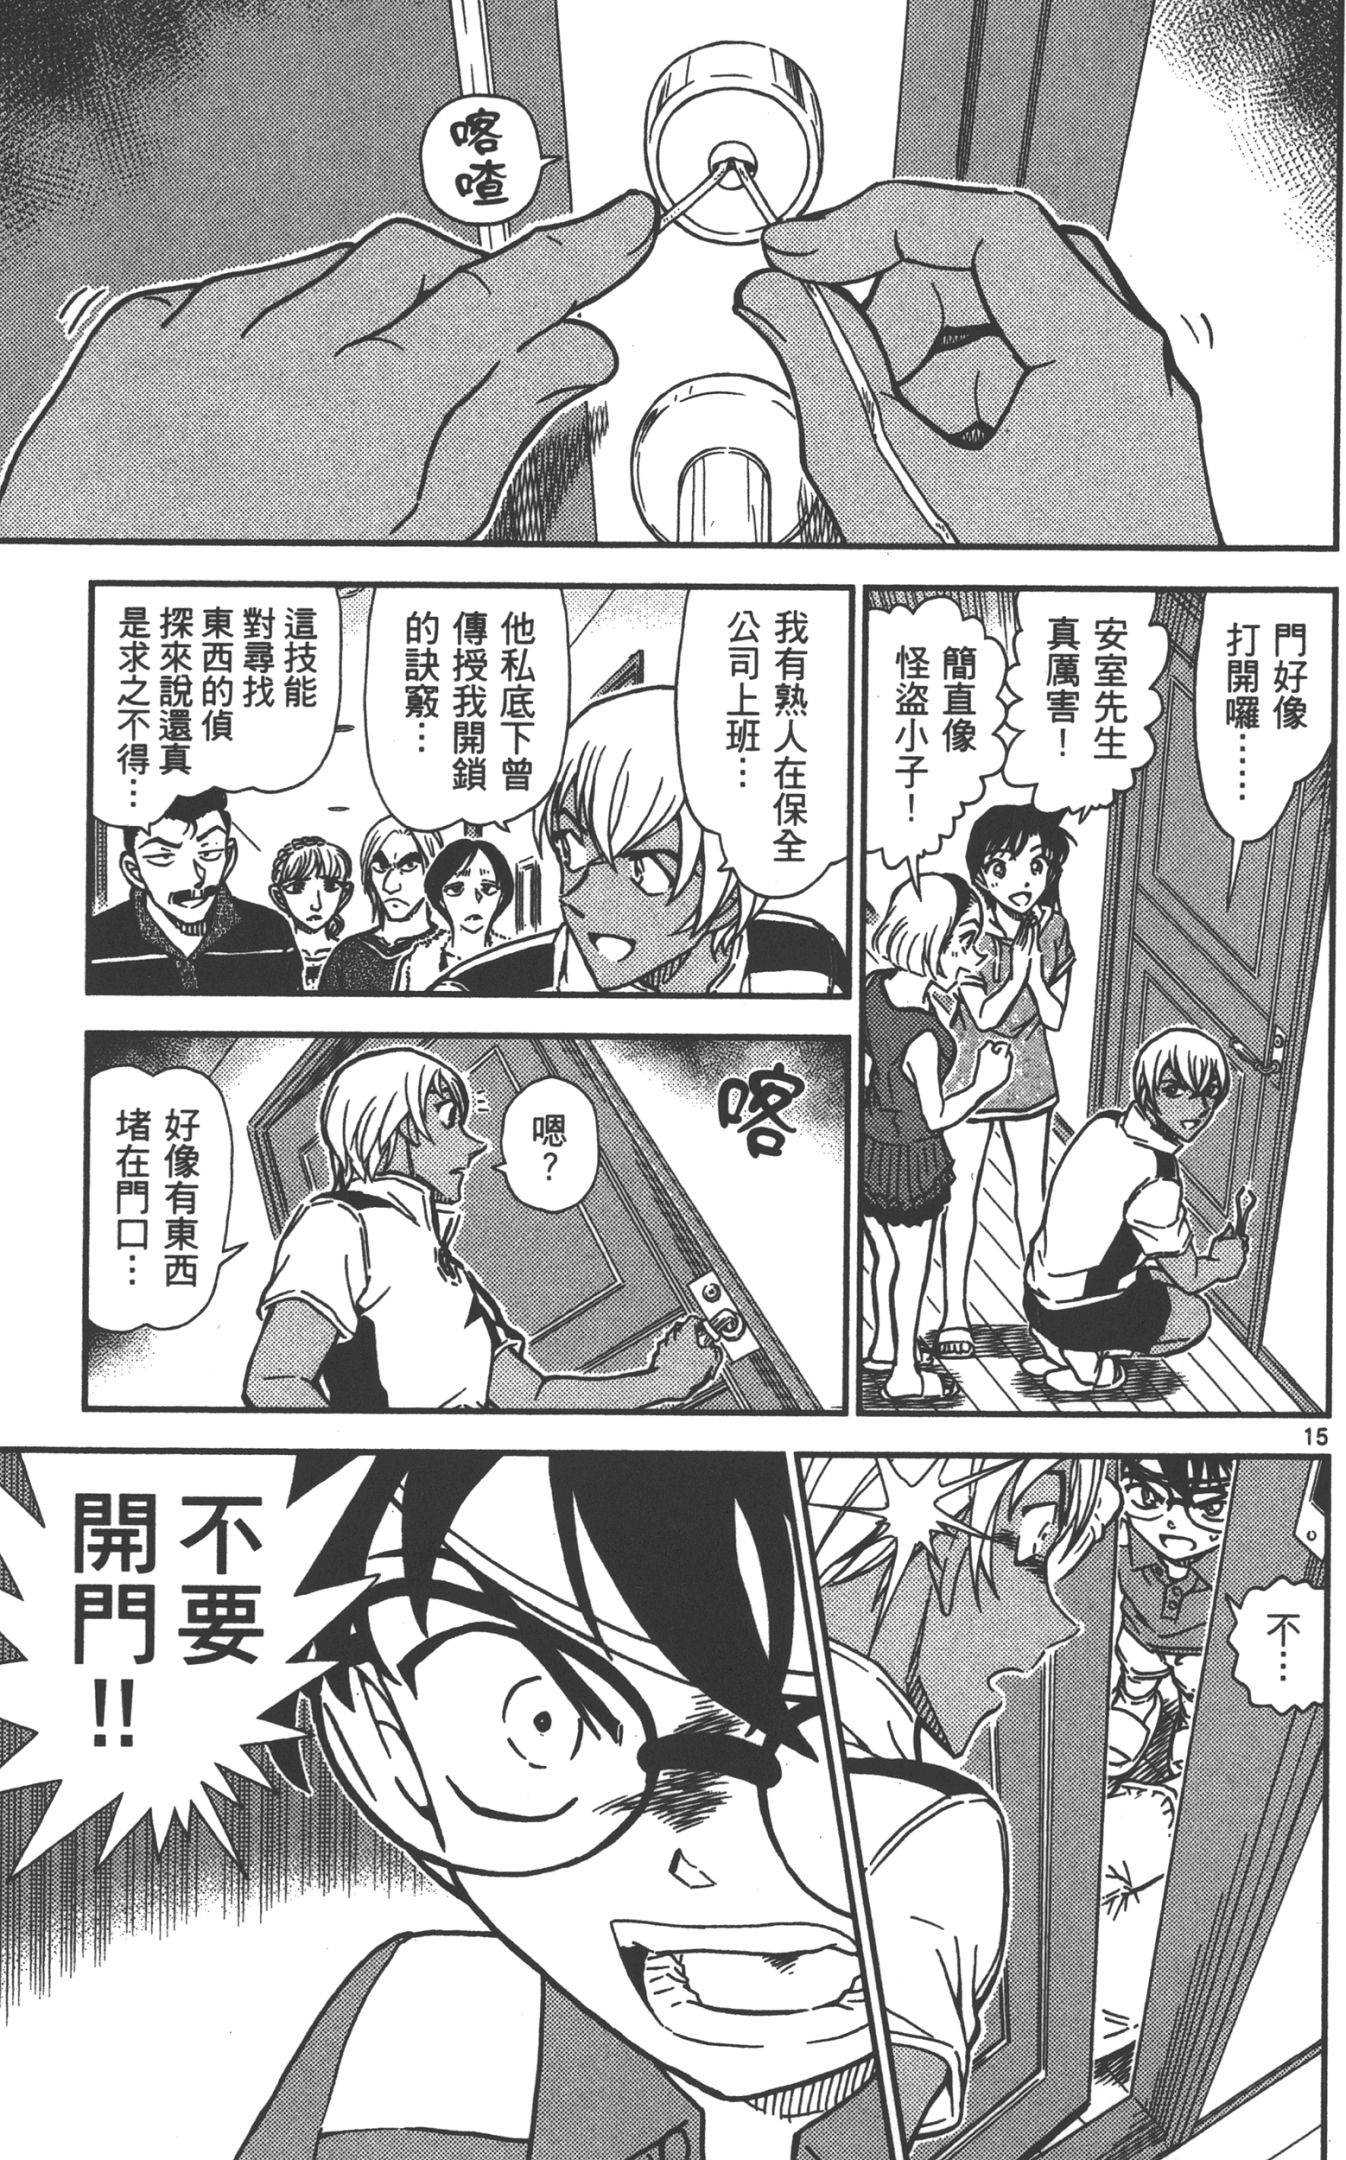 喀
喳
門好像
打開囉……
安室先生
真厲害！
簡直像
怪盜小子！
我有熟人在保全
公司上班…
他私底下曾
傳授我開鎖
的訣竅…
這技能
對尋找
東西的偵
探來說還真
是求之不得…
喀
嗯？
好像有東西
堵在門口…
15
不…
不要
開門!!